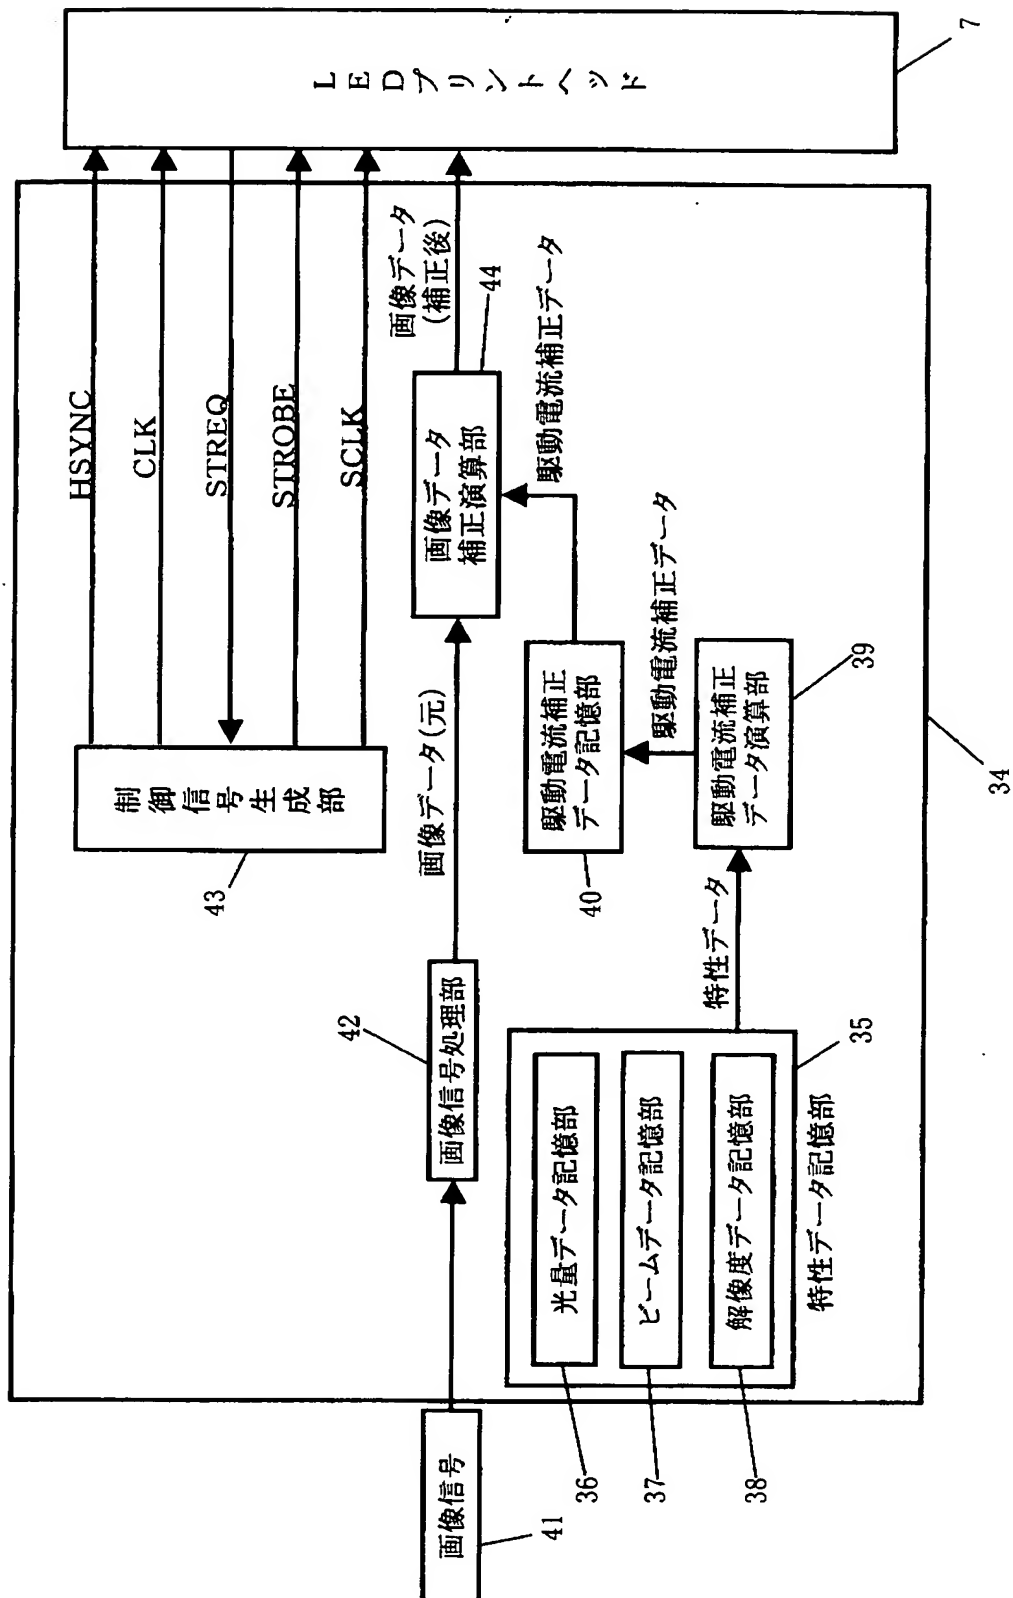 LEDプリントヘッド
7
HSYNC
CLK
STREQ
STROBE
SCLK
画像データ
(補正後)
制御信号生成部
43
画像データ
補正演算部
44
画像データ(元)
駆動電流補正データ
画像信号処理部
42
駆動電流補正
データ記憶部
40
駆動電流補正データ
駆動電流補正
データ演算部
39
特性データ
光量データ記憶部
ビームデータ記憶部
解像度データ記憶部
特性データ記憶部
35
36
37
38
画像信号
41
34